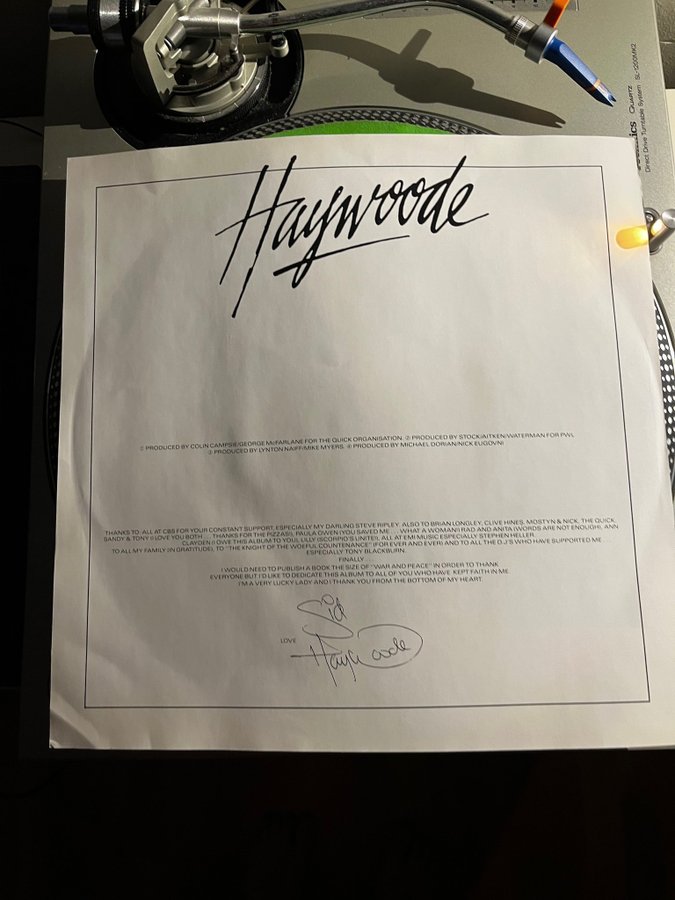 QUARTZ SL-1200MK2
Direct Drive Turntable System
Haywoode
① PRODUCED BY COLIN CAMPSIE/GEORGE McFARLANE FOR THE QUICK ORGANISATION. ② PRODUCED BY STOCK/AITKEN/WATERMAN FOR PWL
③ PRODUCED BY LYNTON NAIFF/MIKE MYERS. ④ PRODUCED BY MICHAEL DORIAN/NICK EUGOVNI
THANKS TO: ALL AT CBS FOR YOUR CONSTANT SUPPORT, ESPECIALLY MY DARLING STEVE RIPLEY. ALSO TO BRIAN LONGLEY, CLIVE HINES, MOSTYN & NICK, THE QUICK,
SANDY & TONY (I LOVE YOU BOTH ... THANKS FOR THE PIZZAS!), PAULA OWEN (YOU SAVED ME ... WHAT A WOMAN!) RAD AND ANITA (WORDS ARE NOT ENOUGH), ANN
CLAYDEN (I OWE THIS ALBUM TO YOU), LILLY (SCORPIO'S UNITE!), ALL AT EMI MUSIC ESPECIALLY STEPHEN HELLER.
TO ALL MY FAMILY (IN GRATITUDE), TO "THE KNIGHT OF THE WOEFUL COUNTENANCE" (FOR EVER AND EVER) AND TO ALL THE D.J'S WHO HAVE SUPPORTED ME ...
ESPECIALLY TONY BLACKBURN.
FINALLY
I WOULD NEED TO PUBLISH A BOOK THE SIZE OF "WAR AND PEACE" IN ORDER TO THANK
EVERYONE BUT I'D LIKE TO DEDICATE THIS ALBUM TO ALL OF YOU WHO HAVE KEPT FAITH IN ME.
I'M A VERY LUCKY LADY AND I THANK YOU FROM THE BOTTOM OF MY HEART
Sid
LOVE
Haywoode